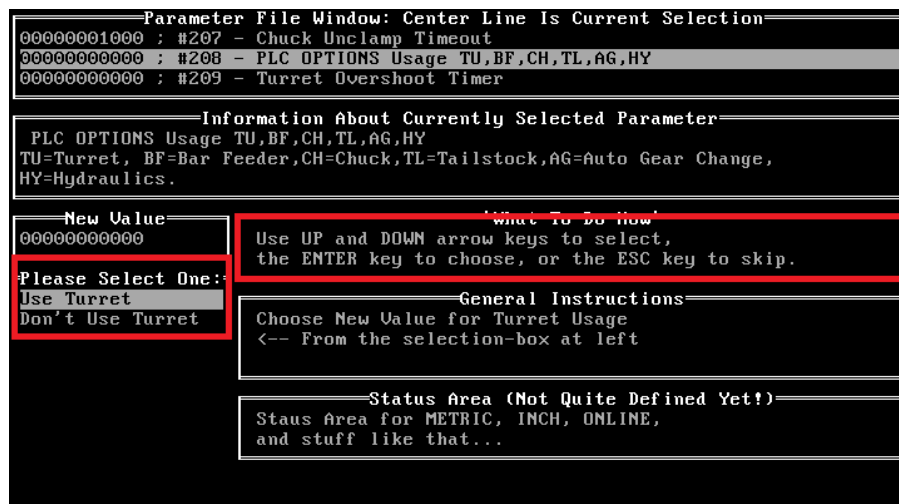 Parameter File Window: Center Line Is Current Selection
00000001000 ; #207 - Chuck Unclamp Timeout
00000000000 ; #208 - PLC OPTIONS Usage TU,BF,CH,TL,AG,HY
00000000000 ; #209 - Turret Overshoot Timer
Information About Currently Selected Parameter
PLC OPTIONS Usage TU,BF,CH,TL,AG,HY
TU=Turret, BF=Bar Feeder,CH=Chuck,TL=Tailstock,AG=Auto Gear Change,
HY=Hydraulics.
New Value
00000000000
'What To Do Now'
Use UP and DOWN arrow keys to select,
the ENTER key to choose, or the ESC key to skip.
Please Select One:
Use Turret
Don't Use Turret
General Instructions
Choose New Value for Turret Usage
<-- From the selection-box at left
Status Area (Not Quite Defined Yet!)
Staus Area for METRIC, INCH, ONLINE,
and stuff like that...